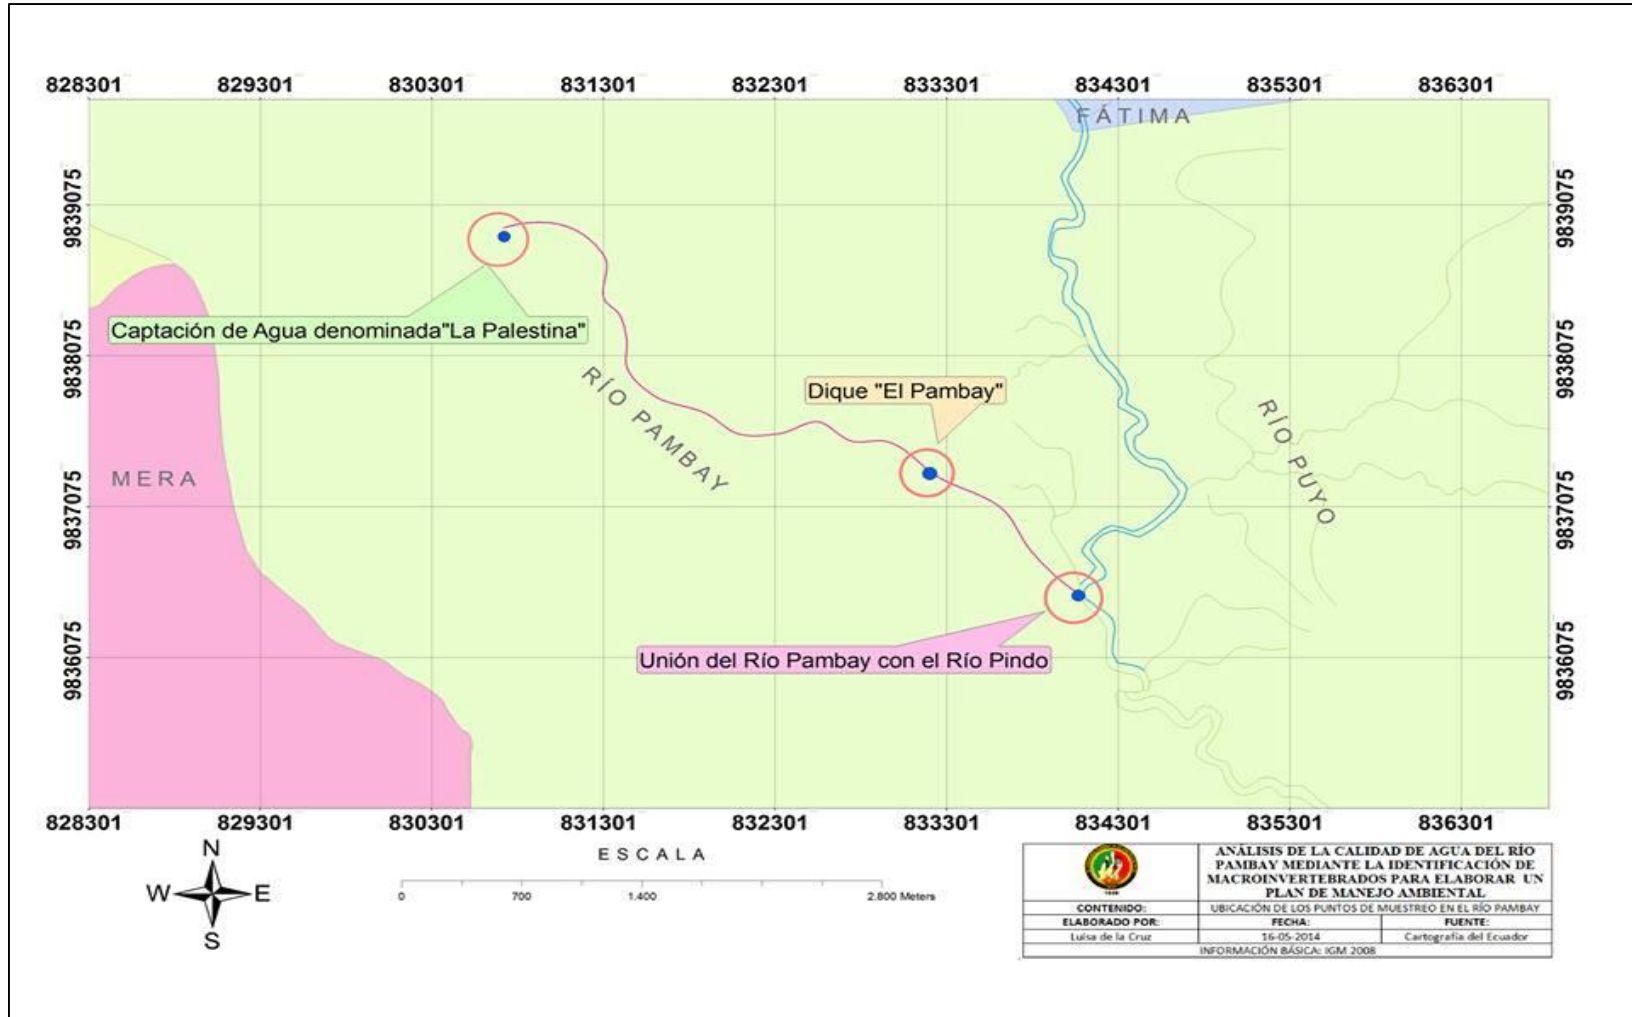 828301 829301 830301 831301 832301 833301 834301 835301 836301
FÁTIMA
9839075 9839075
Captación de Agua denominada"La Palestina"
9838075 9838075
RÍO PAMBAY
Dique "El Pambay"
RÍO PUYO
MERA
9837075 9837075
Unión del Río Pambay con el Río Pindo
9836075 9836075
828301 829301 830301 831301 832301 833301 834301 835301 836301
N
W E
S
ESCALA
0 700 1.400 2.800 Meters
ANÁLISIS DE LA CALIDAD DE AGUA DEL RÍO
PAMBAY MEDIANTE LA IDENTIFICACIÓN DE
MACROINVERTEBRADOS PARA ELABORAR UN
PLAN DE MANEJO AMBIENTAL
CONTENIDO: UBICACIÓN DE LOS PUNTOS DE MUESTREO EN EL RÍO PAMBAY
ELABORADO POR: FECHA: FUENTE:
Luisa de la Cruz 16-05-2014 Cartografía del Ecuador
INFORMACIÓN BÁSICA: IGM 2008